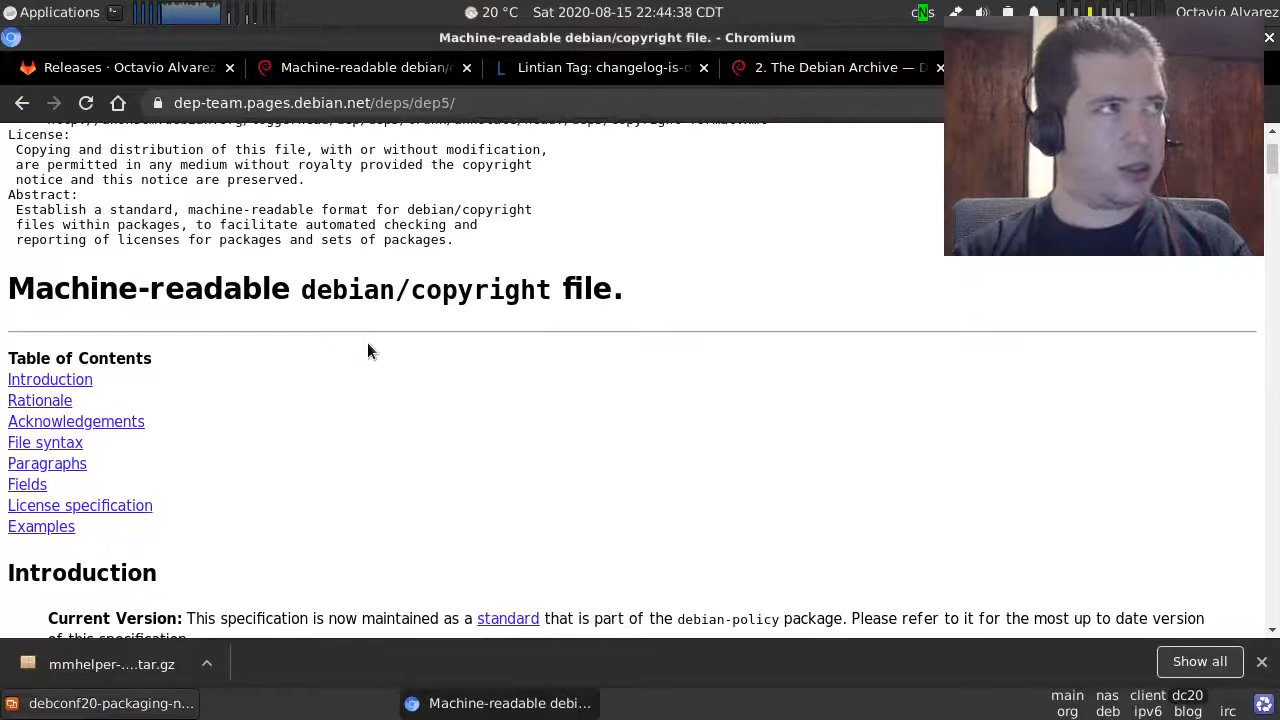 Applications
20 °C Sat 2020-08-15 22:44:38 CDT
Octavio Alvarez
Machine-readable debian/copyright file. - Chromium
Releases · Octavio Alvarez
Machine-readable debian/c
Lintian Tag: changelog-is-d
2. The Debian Archive — D
dep-team.pages.debian.net/deps/dep5/
License:
Copying and distribution of this file, with or without modification,
are permitted in any medium without royalty provided the copyright
notice and this notice are preserved.
Abstract:
Establish a standard, machine-readable format for debian/copyright
files within packages, to facilitate automated checking and
reporting of licenses for packages and sets of packages.
Machine-readable debian/copyright file.
Table of Contents
Introduction
Rationale
Acknowledgements
File syntax
Paragraphs
Fields
License specification
Examples
Introduction
Current Version: This specification is now maintained as a standard that is part of the debian-policy package. Please refer to it for the most up to date version
of this specification
mmhelper-....tar.gz
Show all
debconf20-packaging-n...
Machine-readable debi...
main nas client dc20
org deb ipv6 blog irc